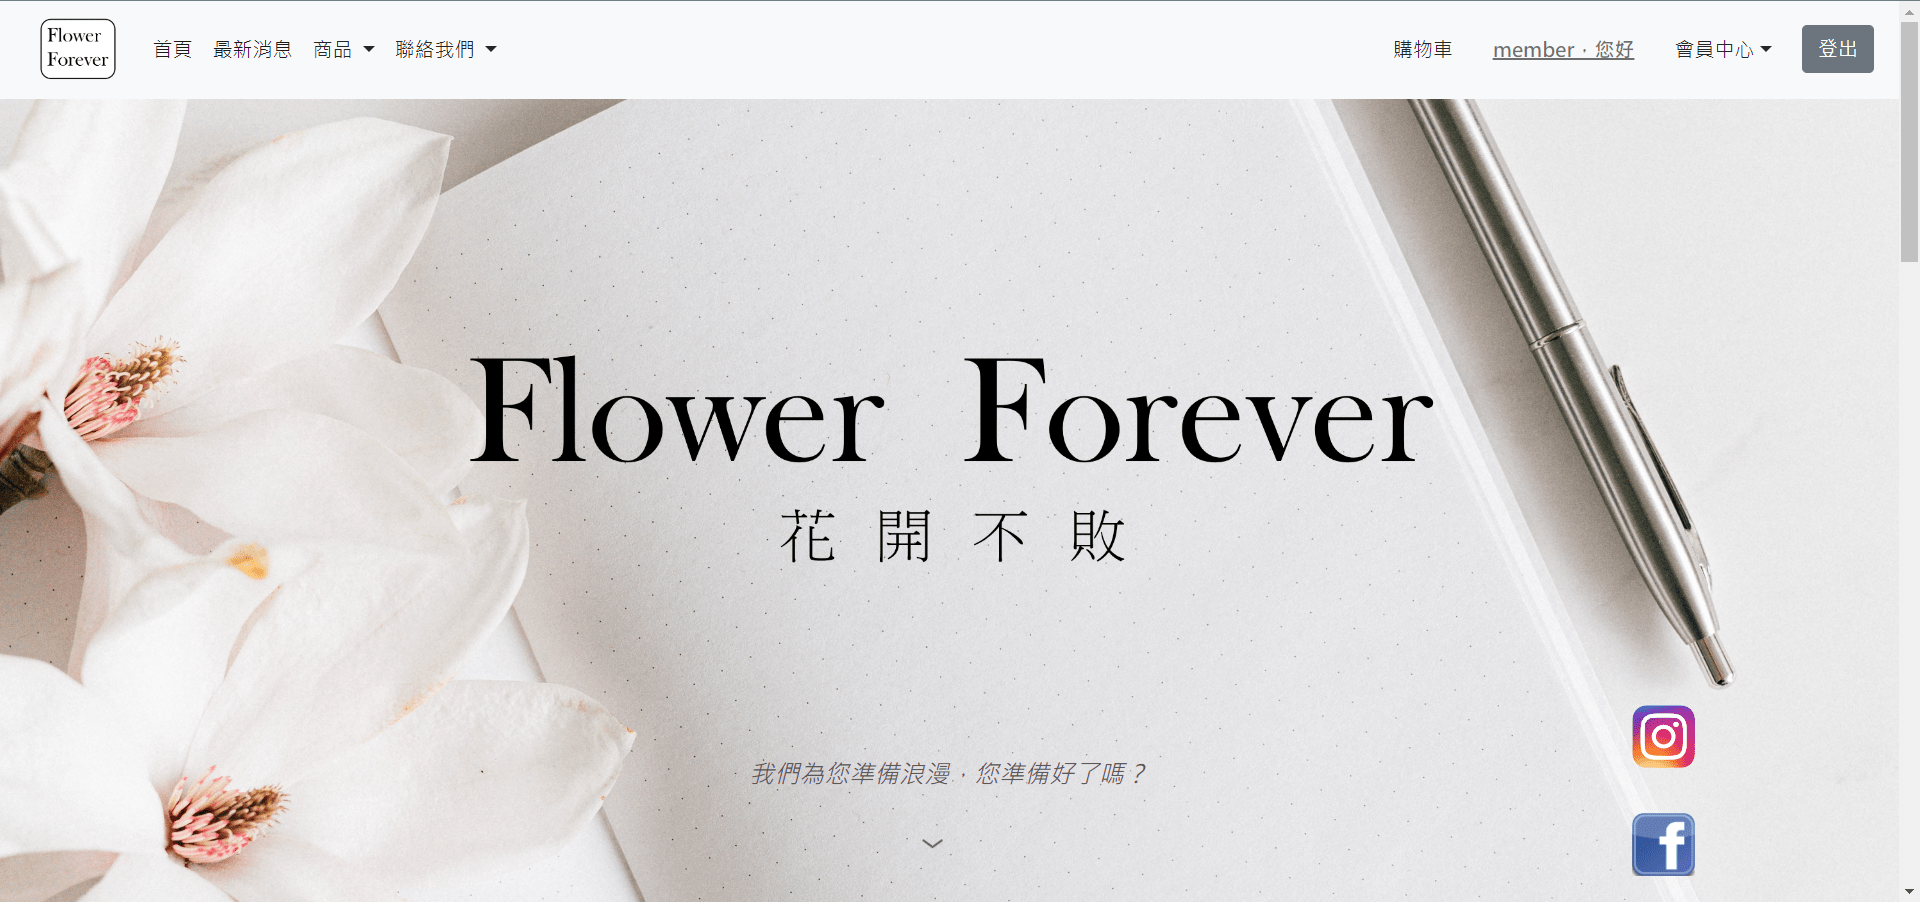 Flower
Forever
首頁 最新消息 商品 聯絡我們 購物車 member，您好 會員中心 登出
Flower Forever
花開不敗
我們為您準備浪漫，您準備好了嗎？